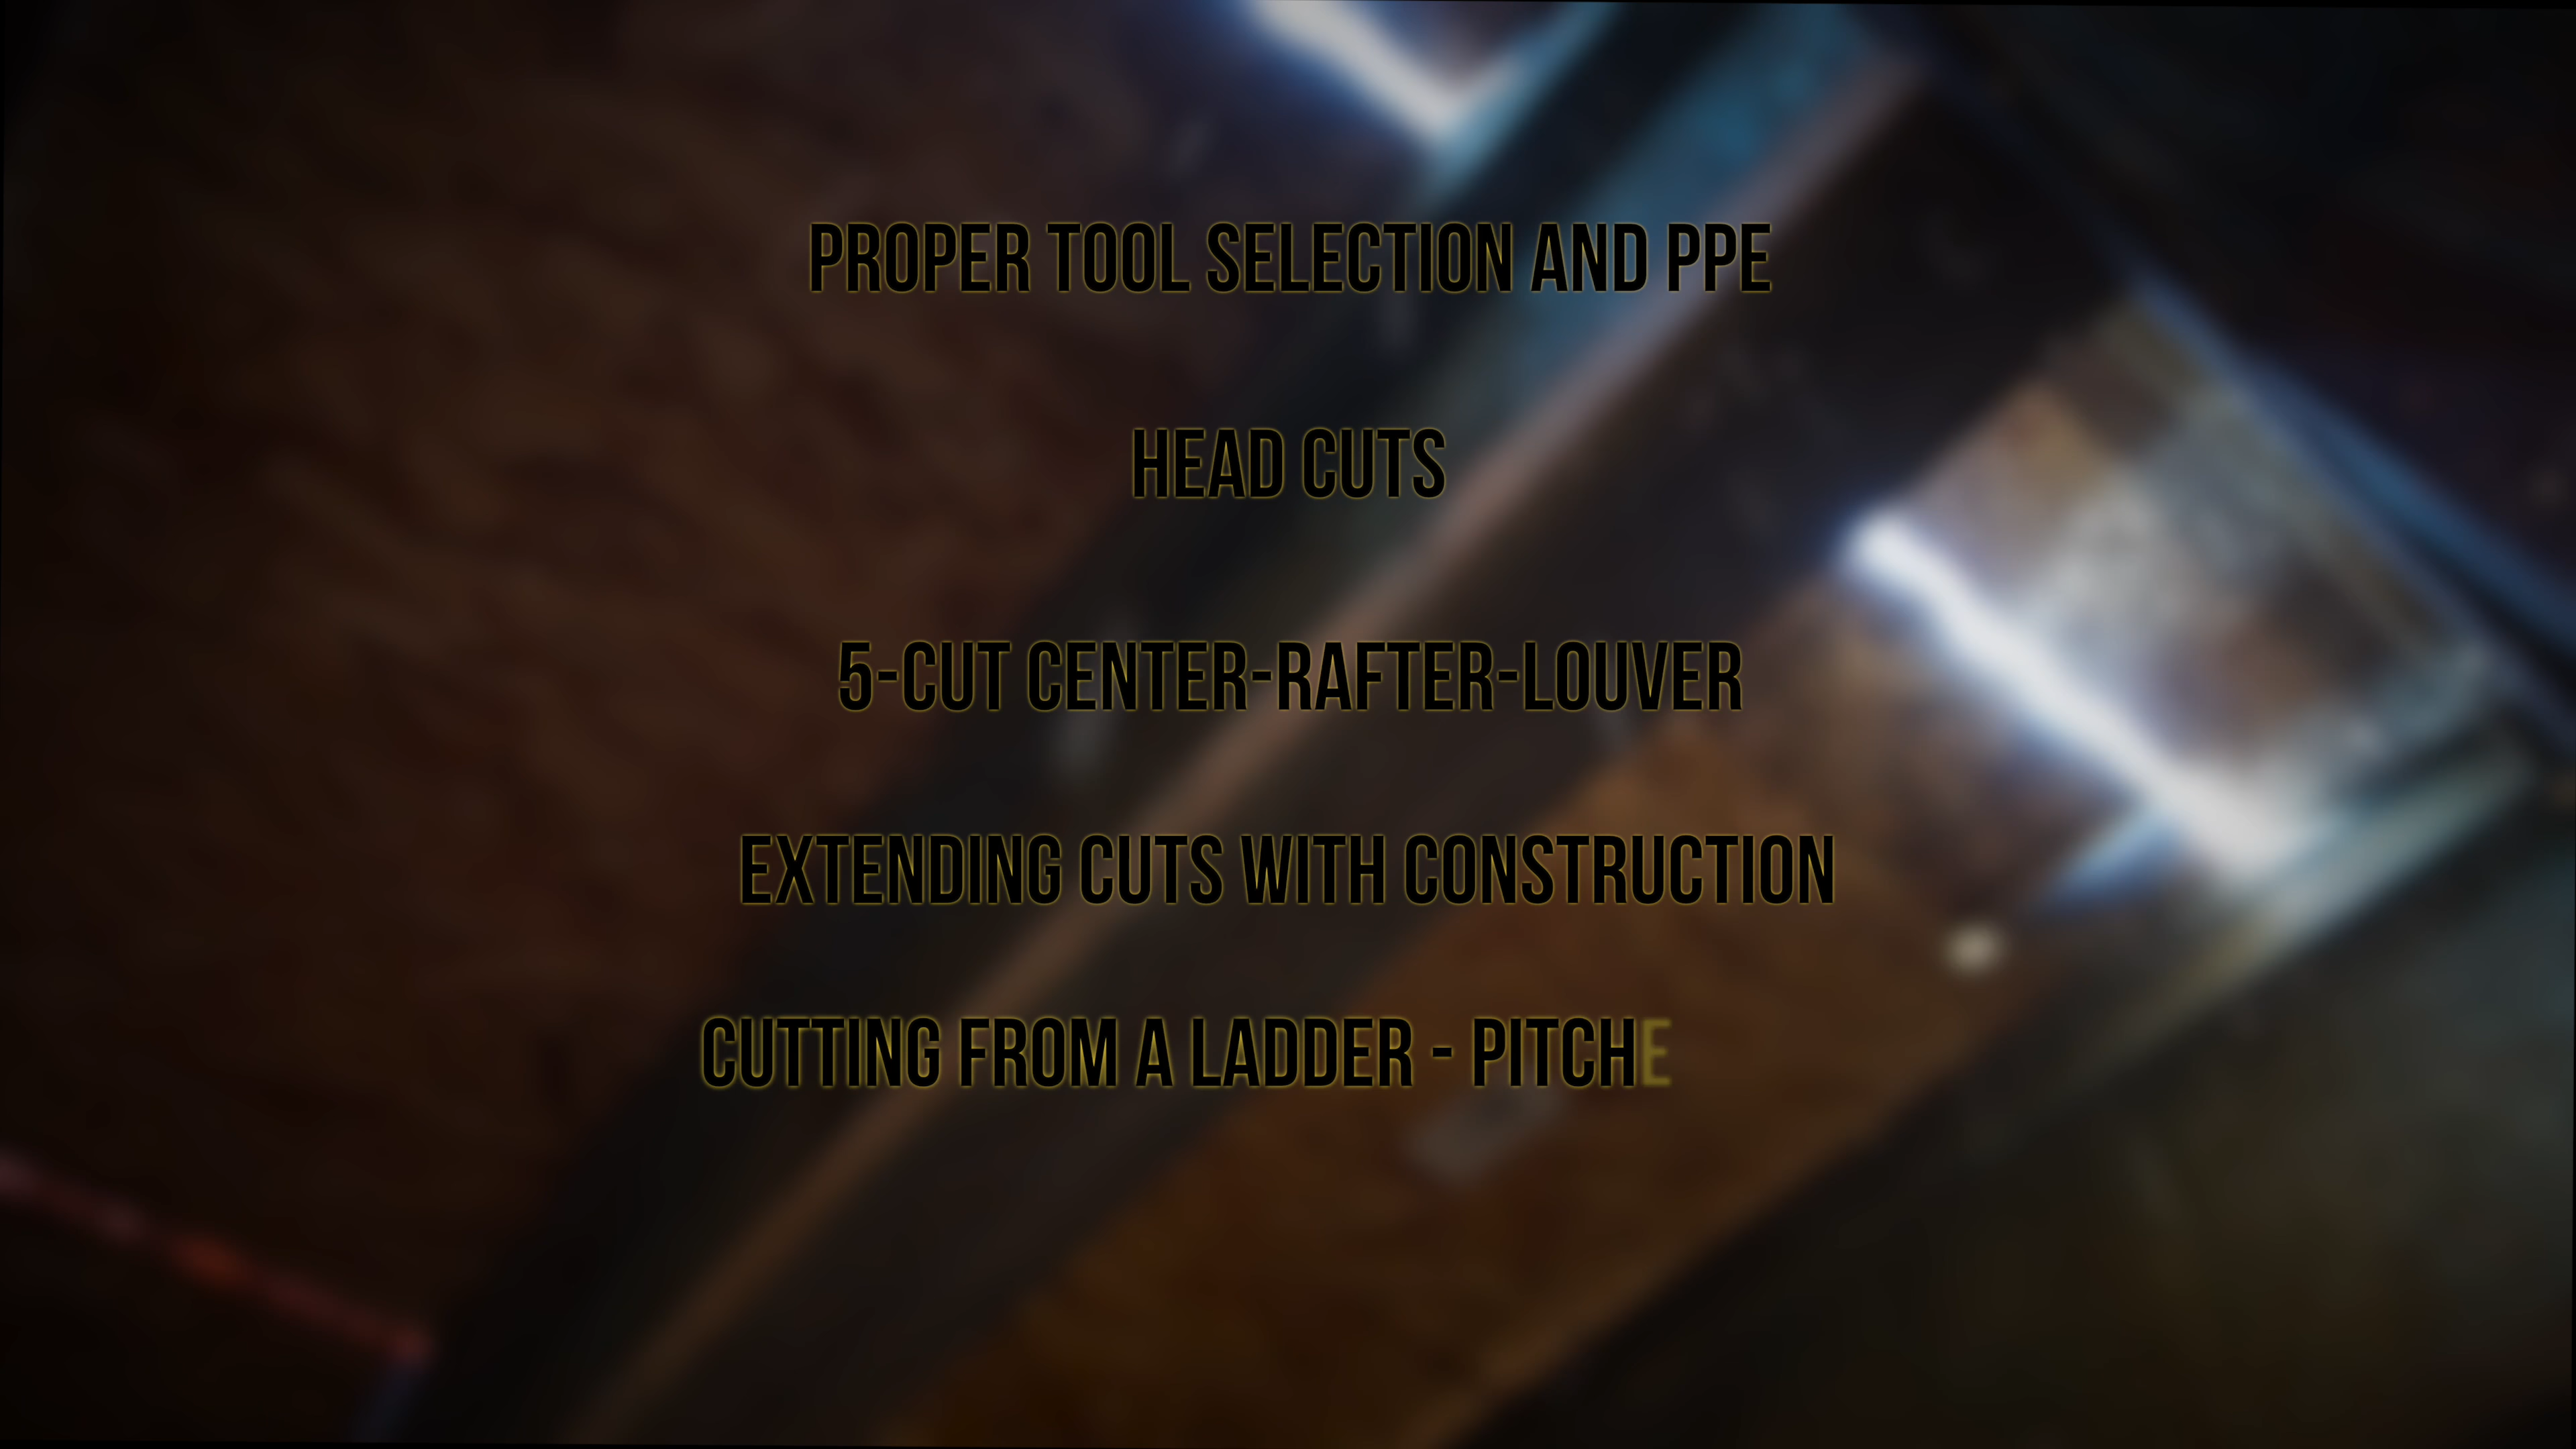 PROPER TOOL SELECTION AND PPE
HEAD CUTS
5-CUT CENTER-RAFTER-LOUVER
EXTENDING CUTS WITH CONSTRUCTION
CUTTING FROM A LADDER - PITCHE